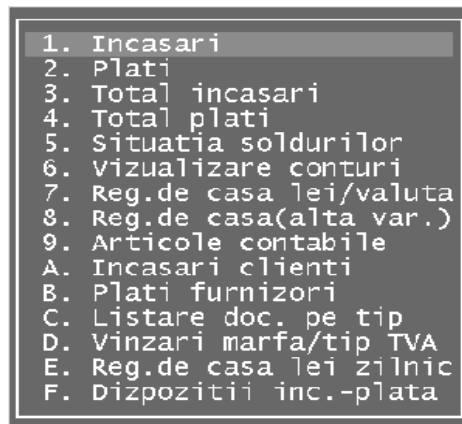 1. Incasari
2. Plati
3. Total incasari
4. Total plati
5. Situatia soldurilor
6. Vizualizare conturi
7. Reg.de casa lei/valuta
8. Reg.de casa(alta var.)
9. Articole contabile
A. Incasari clienti
B. Plati furnizori
C. Listare doc. pe tip
D. Vinzari marfa/tip TVA
E. Reg.de casa lei zilnic
F. Dizpozitii inc.-plata